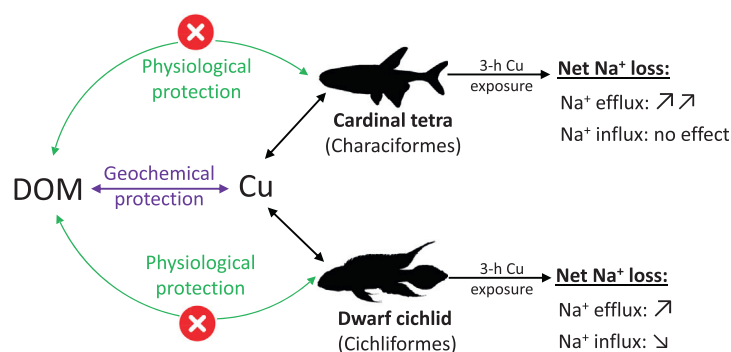 Physiological
protection
Cardinal tetra
(Characiformes)
3-h Cu
exposure
Net Na⁺ loss:
Na⁺ efflux: ↗↗
Na⁺ influx: no effect
DOM
Geochemical
protection
Cu
Physiological
protection
Dwarf cichlid
(Cichliformes)
3-h Cu
exposure
Net Na⁺ loss:
Na⁺ efflux: ↗
Na⁺ influx: ↘